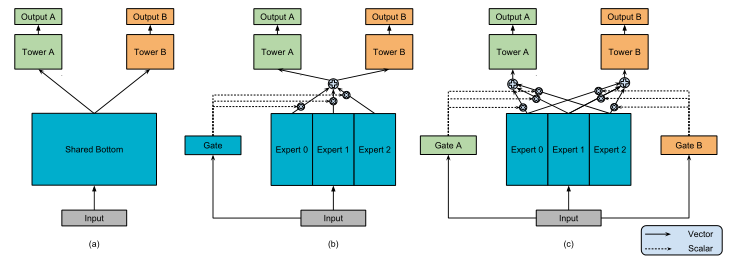 Output A
Output B
Tower A
Tower B
Shared Bottom
Input
(a)
Output A
Output B
Tower A
Tower B
Gate
Expert 0
Expert 1
Expert 2
Input
(b)
Output A
Output B
Tower A
Tower B
Gate A
Expert 0
Expert 1
Expert 2
Gate B
Input
(c)
Vector
Scalar